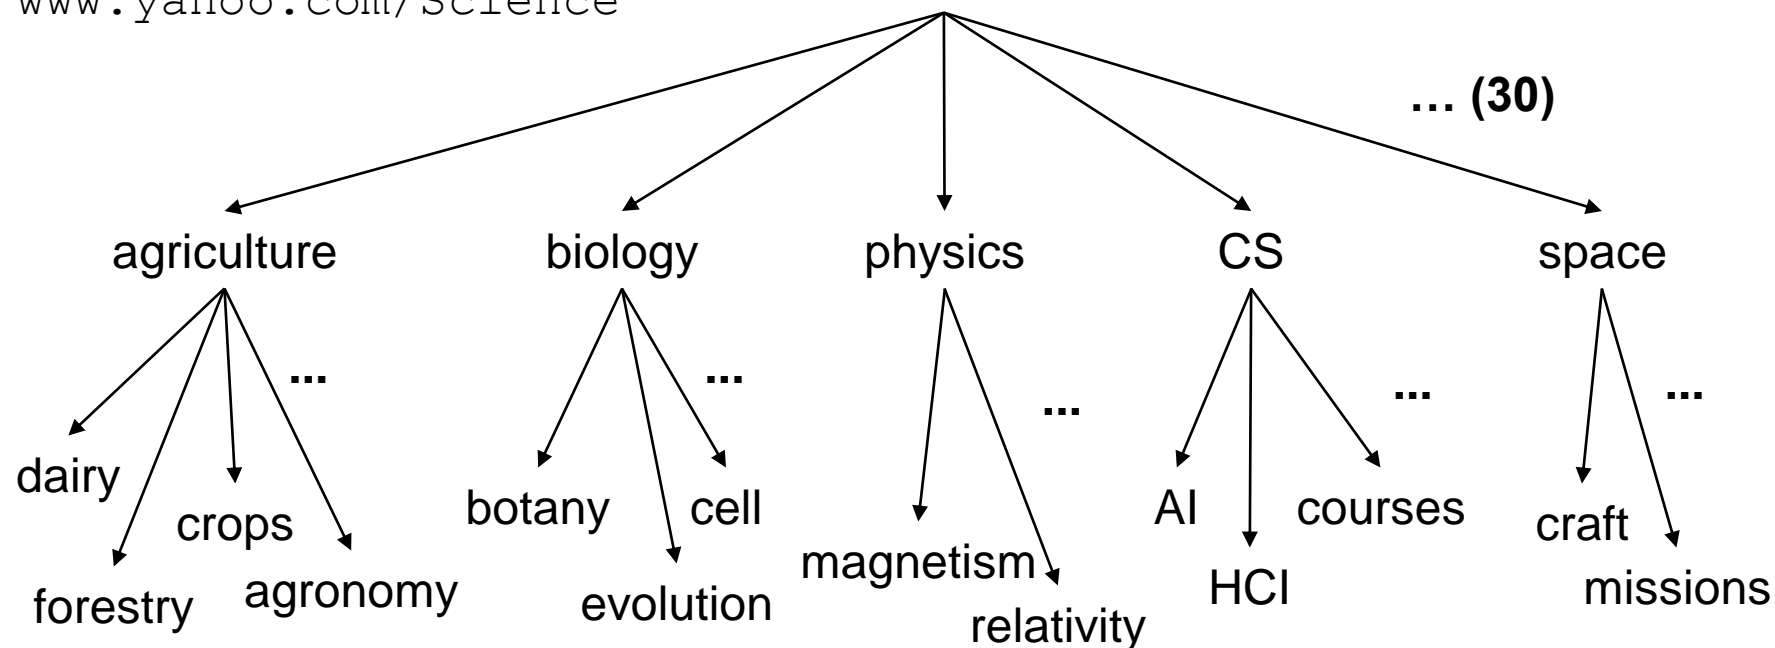 www.yahoo.com/Science
... (30)
agriculture biology physics CS space
... ... ... ... ...
dairy botany cell AI courses craft
crops magnetism missions
forestry agronomy evolution relativity HCI